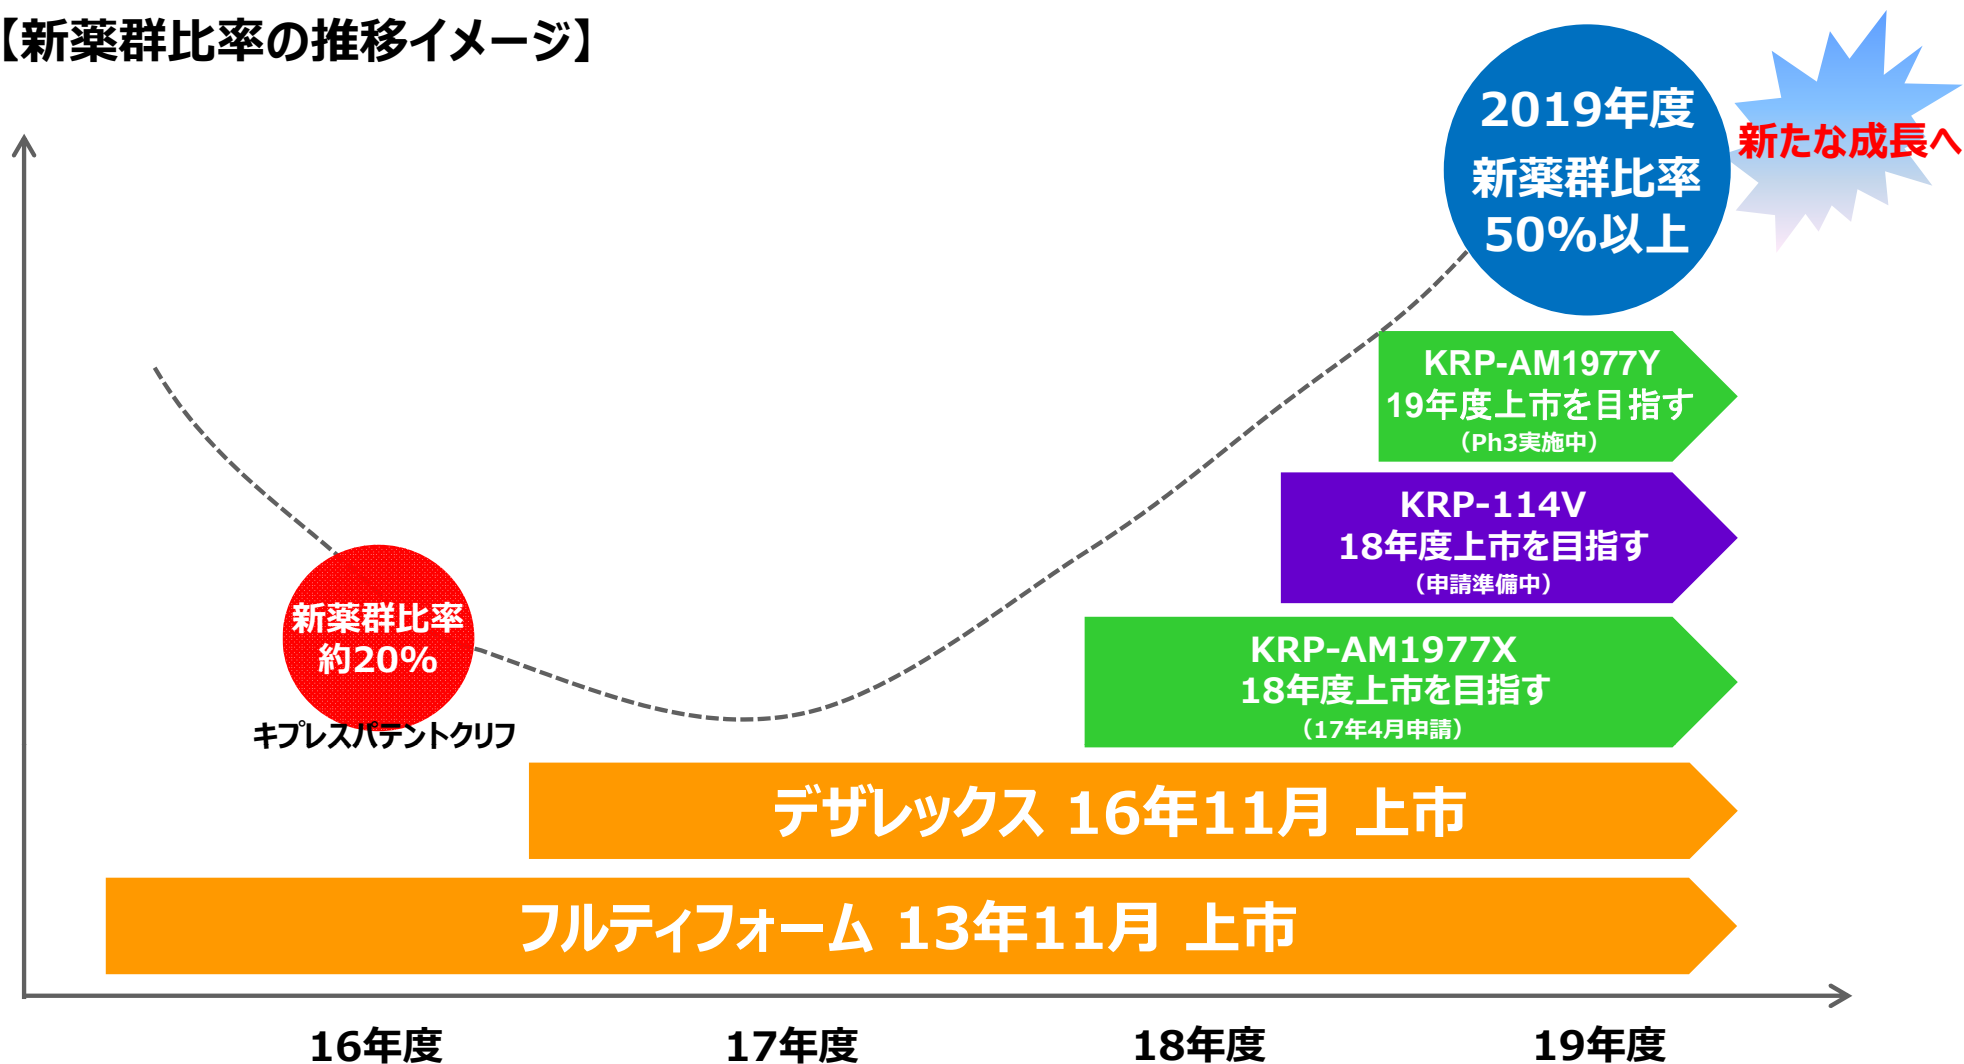 【新薬群比率の推移イメージ】
2019年度
新薬群比率
50%以上
新たな成長へ
KRP-AM1977Y
19年度上市を目指す
（Ph3実施中）
KRP-114V
18年度上市を目指す
（申請準備中）
新薬群比率
約20%
キプレスパテントクリフ
KRP-AM1977X
18年度上市を目指す
（17年4月申請）
デザレックス 16年11月 上市
フルティフォーム 13年11月 上市
16年度
17年度
18年度
19年度